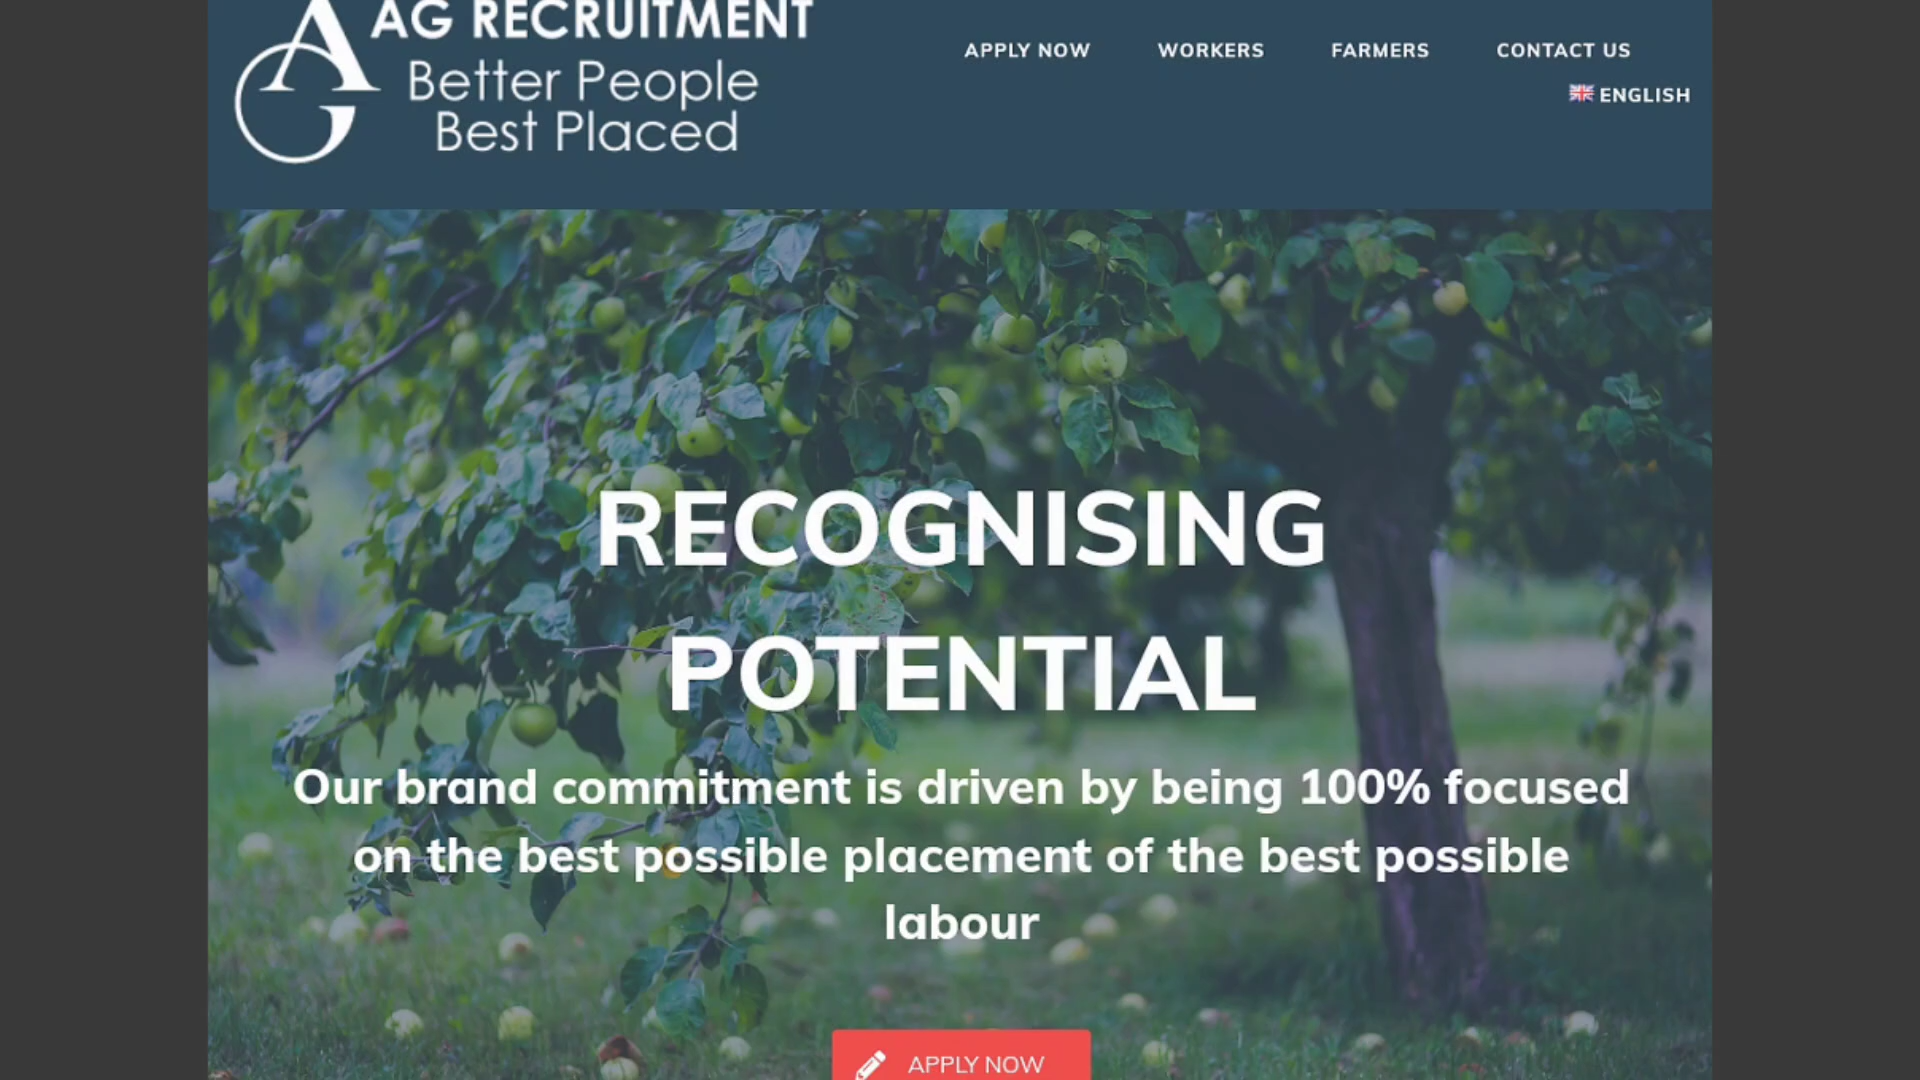 AG RECRUITMENT
Better People
Best Placed
APPLY NOW WORKERS FARMERS CONTACT US
ENGLISH
RECOGNISING
POTENTIAL
Our brand commitment is driven by being 100% focused
on the best possible placement of the best possible
labour
APPLY NOW